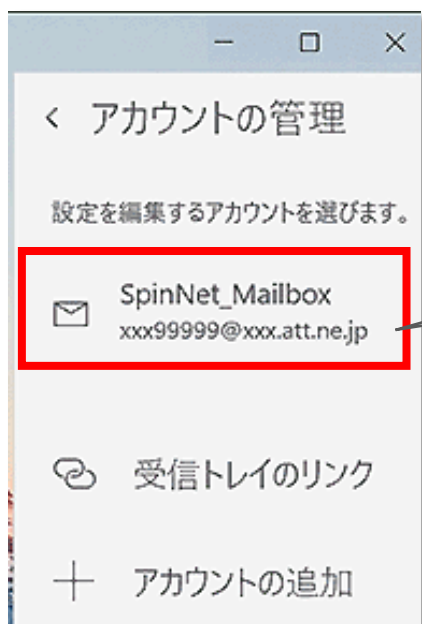 アカウントの管理
設定を編集するアカウントを選びます。
SpinNet_Mailbox
xxx99999@xxx.att.ne.jp
受信トレイのリンク
アカウントの追加